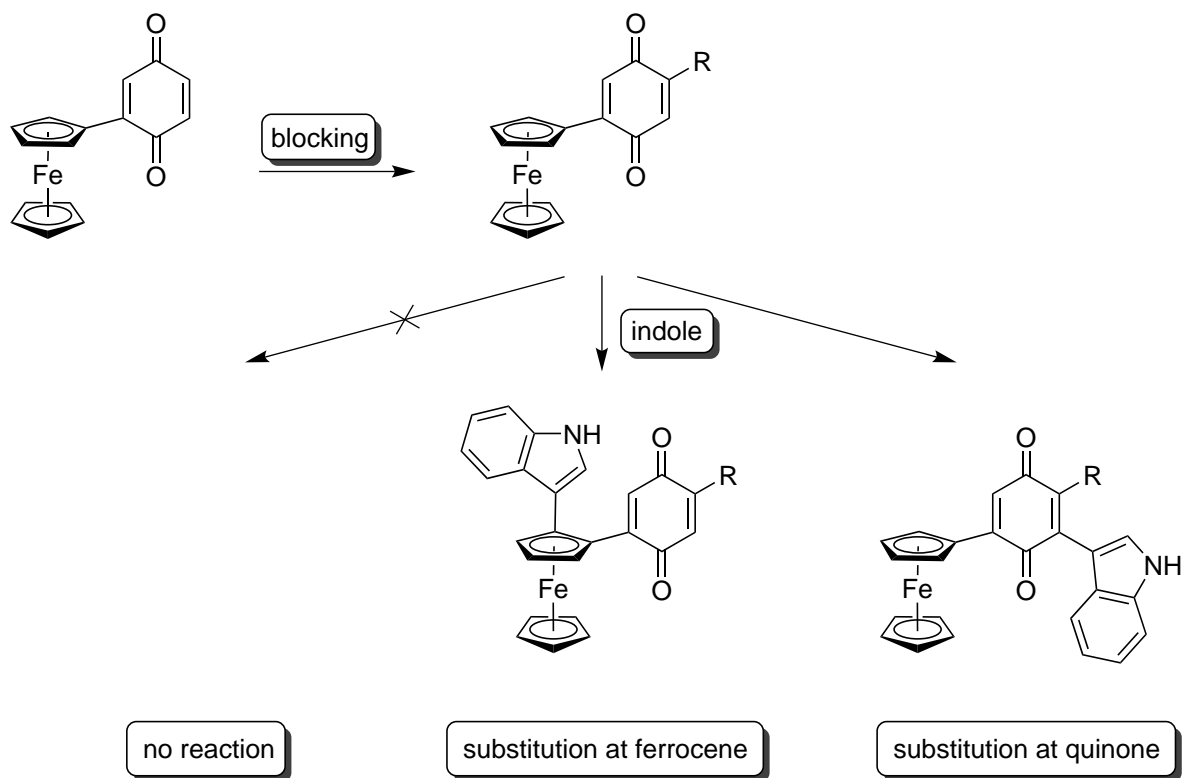 O
O
R
blocking
Fe
O
Fe
O
indole
NH
O
R
O
R
Fe
O
Fe
O
NH
no reaction
substitution at ferrocene
substitution at quinone